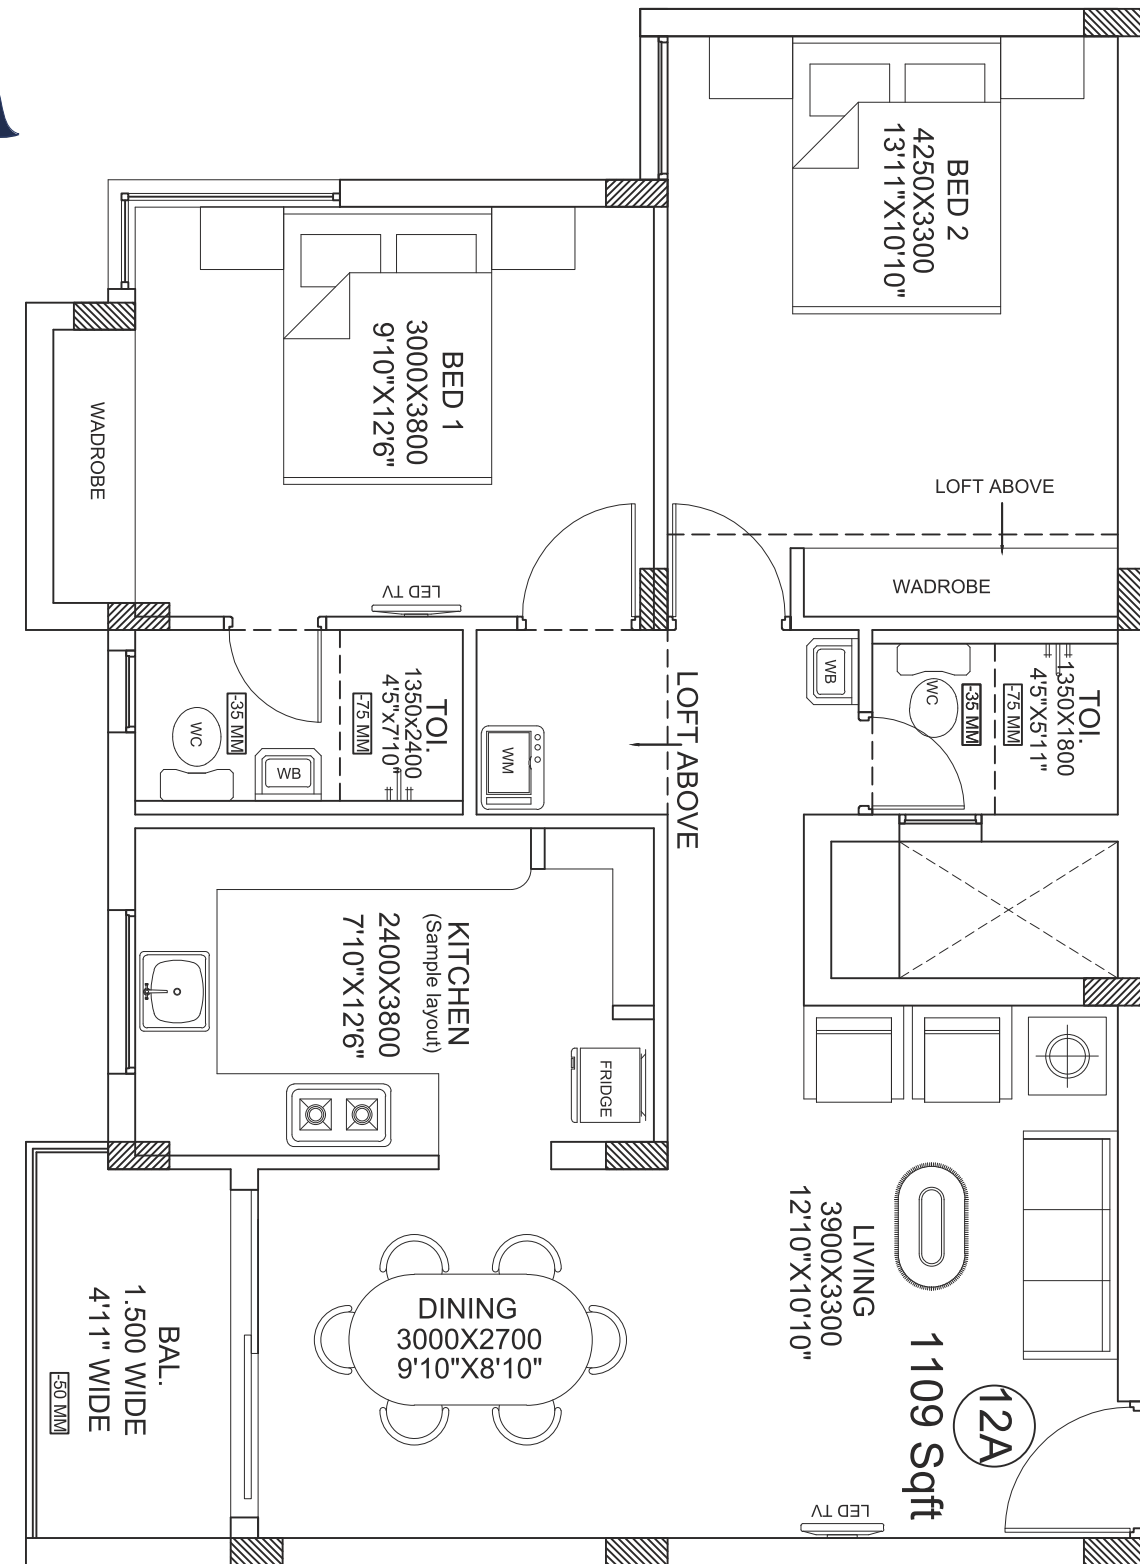 BED 2
4250X3300
13'11"X10'10"
BED 1
3000X3800
9'10"X12'6"
WADROBE
LOFT ABOVE
WADROBE
LED TV
TOI.
1350x2400
4'5"x7'10"
-75 MM
-35 MM
WC
WB
WM
LOFT ABOVE
WB
TOI.
1350X1800
4'5"X5'11"
-75 MM
-35 MM
WC
KITCHEN
(Sample layout)
2400X3800
7'10"X12'6"
FRIDGE
LIVING
3900X3300
12'10"X10'10"
12A
1109 Sqft
DINING
3000X2700
9'10"X8'10"
BAL.
1.500 WIDE
4'11" WIDE
-50 MM
LED TV